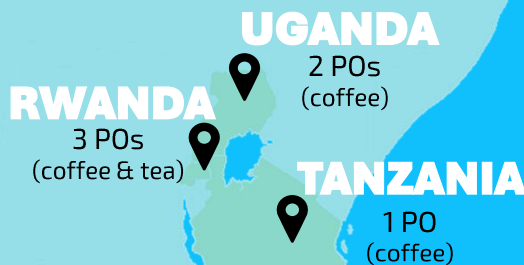 UGANDA
2 POs
(coffee)
RWANDA
3 POs
(coffee & tea)
TANZANIA
1 PO
(coffee)